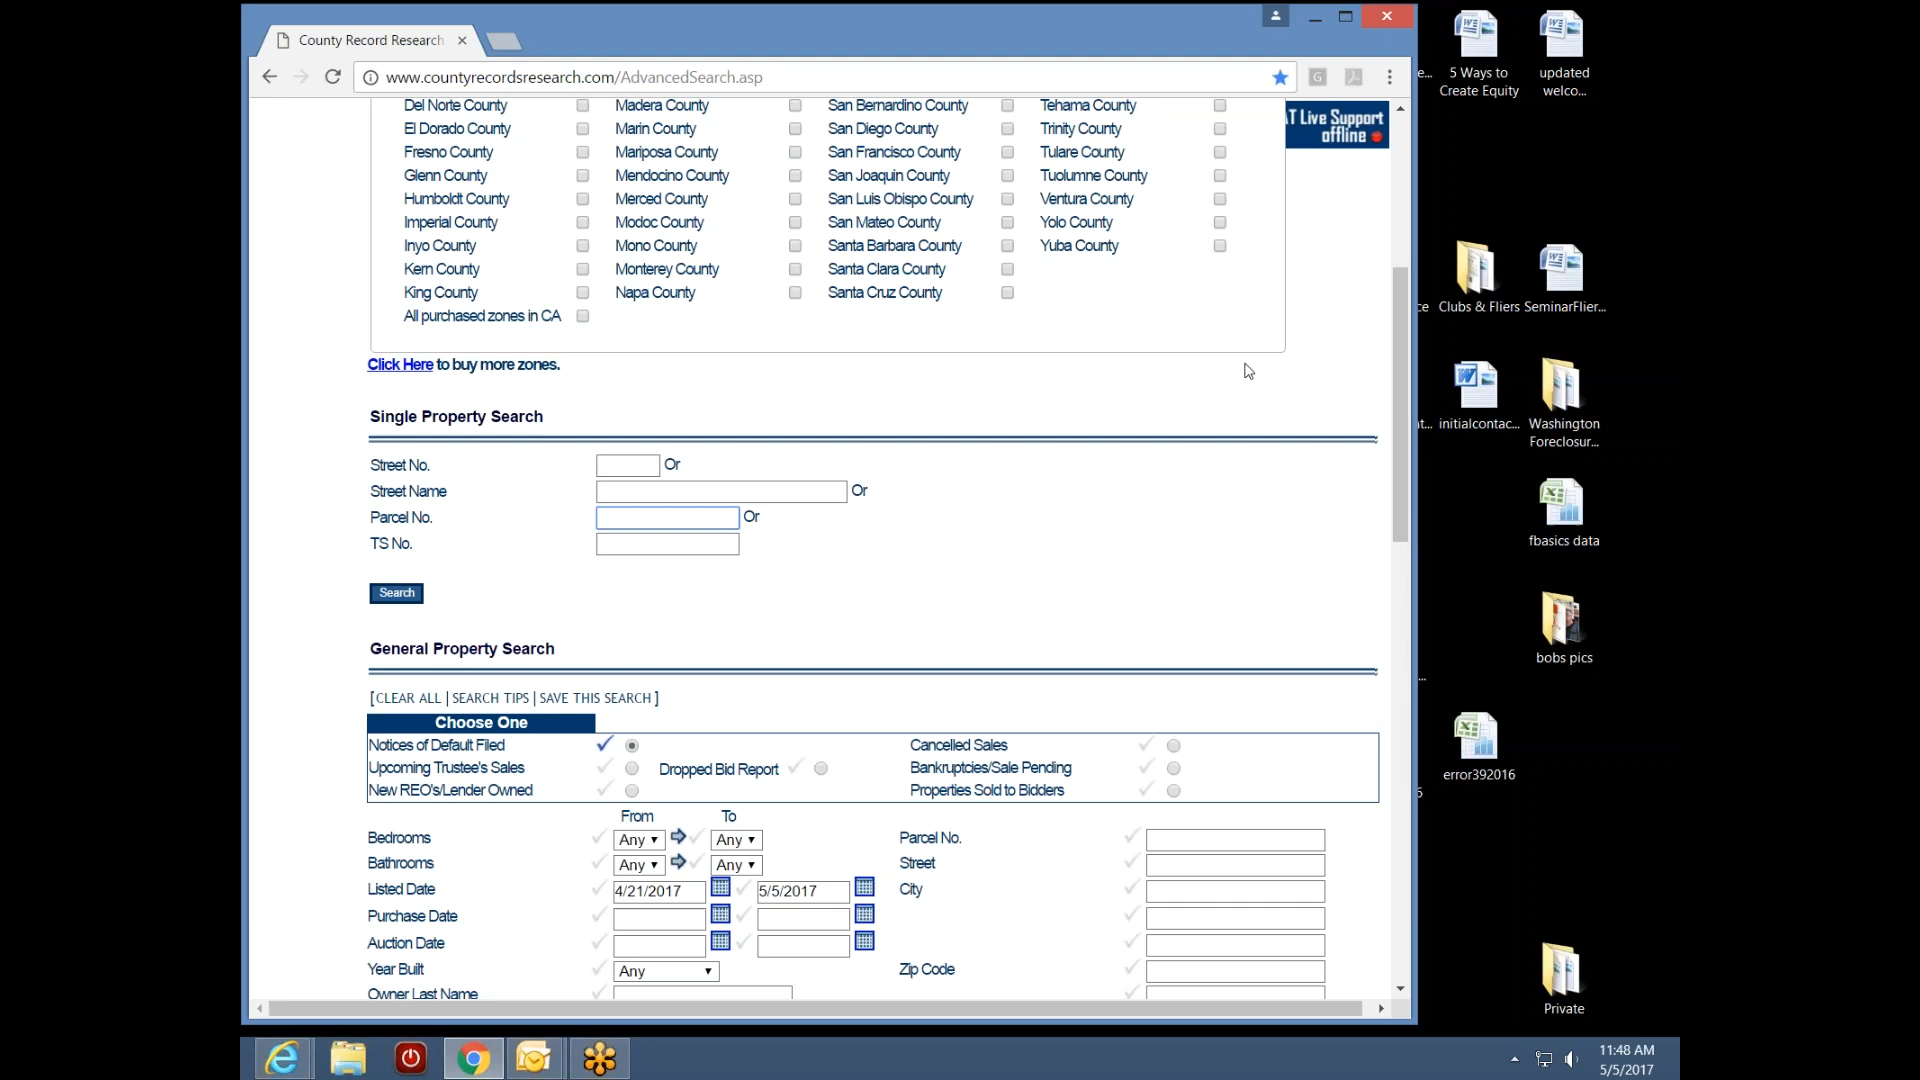 County Record Research
www.countyrecordsresearch.com/AdvancedSearch.asp
Del Norte County Madera County San Bernardino County Tehama County
El Dorado County Marin County San Diego County Trinity County
Fresno County Mariposa County San Francisco County Tulare County
Glenn County Mendocino County San Joaquin County Tuolumne County
Humboldt County Merced County San Luis Obispo County Ventura County
Imperial County Modoc County San Mateo County Yolo County
Inyo County Mono County Santa Barbara County Yuba County
Kern County Monterey County Santa Clara County
King County Napa County Santa Cruz County
All purchased zones in CA
T Live Support
offline
Click Here to buy more zones.
Single Property Search
Street No. Or
Street Name Or
Parcel No. Or
TS No.
Search
General Property Search
[CLEAR ALL | SEARCH TIPS | SAVE THIS SEARCH ]
Choose One
Notices of Default Filed Cancelled Sales
Upcoming Trustee's Sales Dropped Bid Report Bankruptcies/Sale Pending
New REO's/Lender Owned Properties Sold to Bidders
From To
Bedrooms Any Any Parcel No.
Bathrooms Any Any Street
Listed Date 4/21/2017 5/5/2017 City
Purchase Date
Auction Date
Year Built Any Zip Code
Owner Last Name
e...
5 Ways to
Create Equity
updated
welco...
ce
Clubs & Fliers
SeminarFlier...
nt...
initialcontac...
Washington
Foreclosur...
fbasics data
bobs pics
...
error392016
6
Private
11:48 AM
5/5/2017